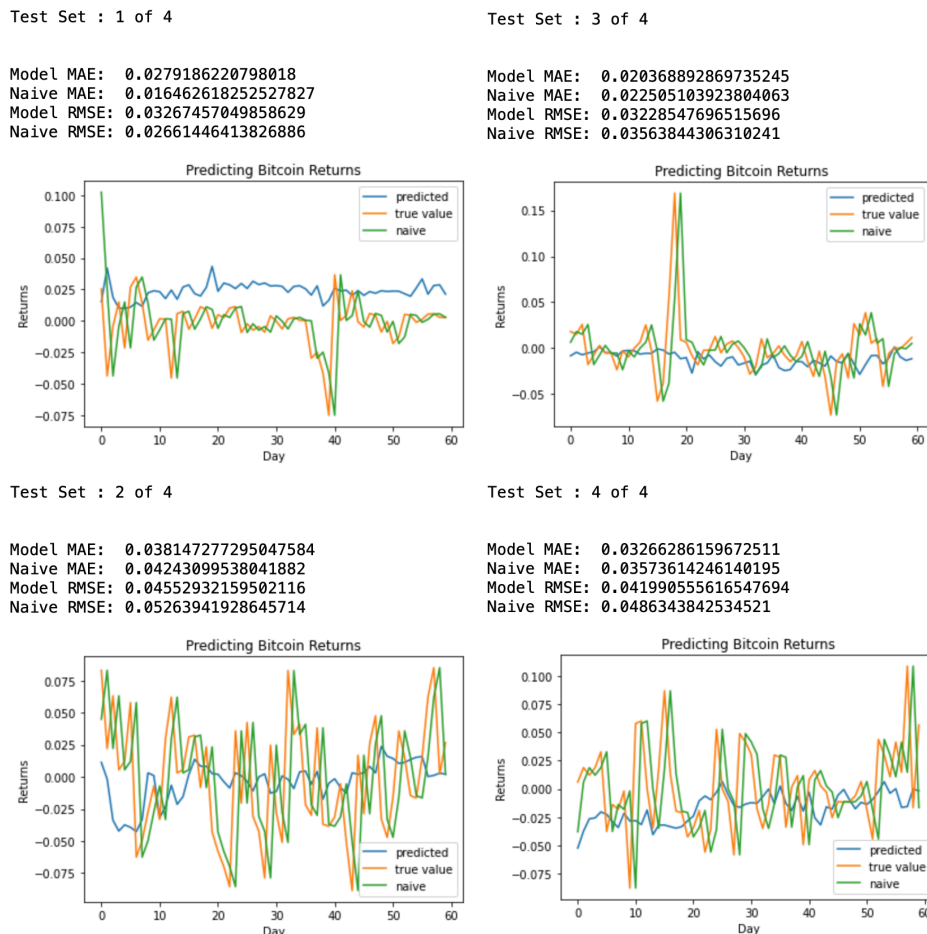 Test Set : 1 of 4
Model MAE:  0.0279186220798018
Naive MAE:  0.016462618252527827
Model RMSE: 0.03267457049858629
Naive RMSE: 0.02661446413826886
Predicting Bitcoin Returns
predicted
true value
naive
0.100
0.075
0.050
0.025
0.000
−0.025
−0.050
−0.075
Returns
0 10 20 30 40 50 60
Day
Test Set : 3 of 4
Model MAE:  0.020368892869735245
Naive MAE:  0.022505103923804063
Model RMSE: 0.03228547696515696
Naive RMSE: 0.03563844306310241
Predicting Bitcoin Returns
predicted
true value
naive
0.15
0.10
0.05
0.00
−0.05
Returns
0 10 20 30 40 50 60
Day
Test Set : 2 of 4
Model MAE:  0.038147277295047584
Naive MAE:  0.04243099538041882
Model RMSE: 0.04552932159502116
Naive RMSE: 0.05263941928645714
Predicting Bitcoin Returns
0.075
0.050
0.025
0.000
−0.025
−0.050
−0.075
Returns
predicted
true value
naive
0 10 20 30 40 50 60
Day
Test Set : 4 of 4
Model MAE:  0.03266286159672511
Naive MAE:  0.03573614246140195
Model RMSE: 0.041990555616547694
Naive RMSE: 0.0486343842534521
Predicting Bitcoin Returns
0.100
0.075
0.050
0.025
0.000
−0.025
−0.050
−0.075
Returns
predicted
true value
naive
0 10 20 30 40 50 60
Day